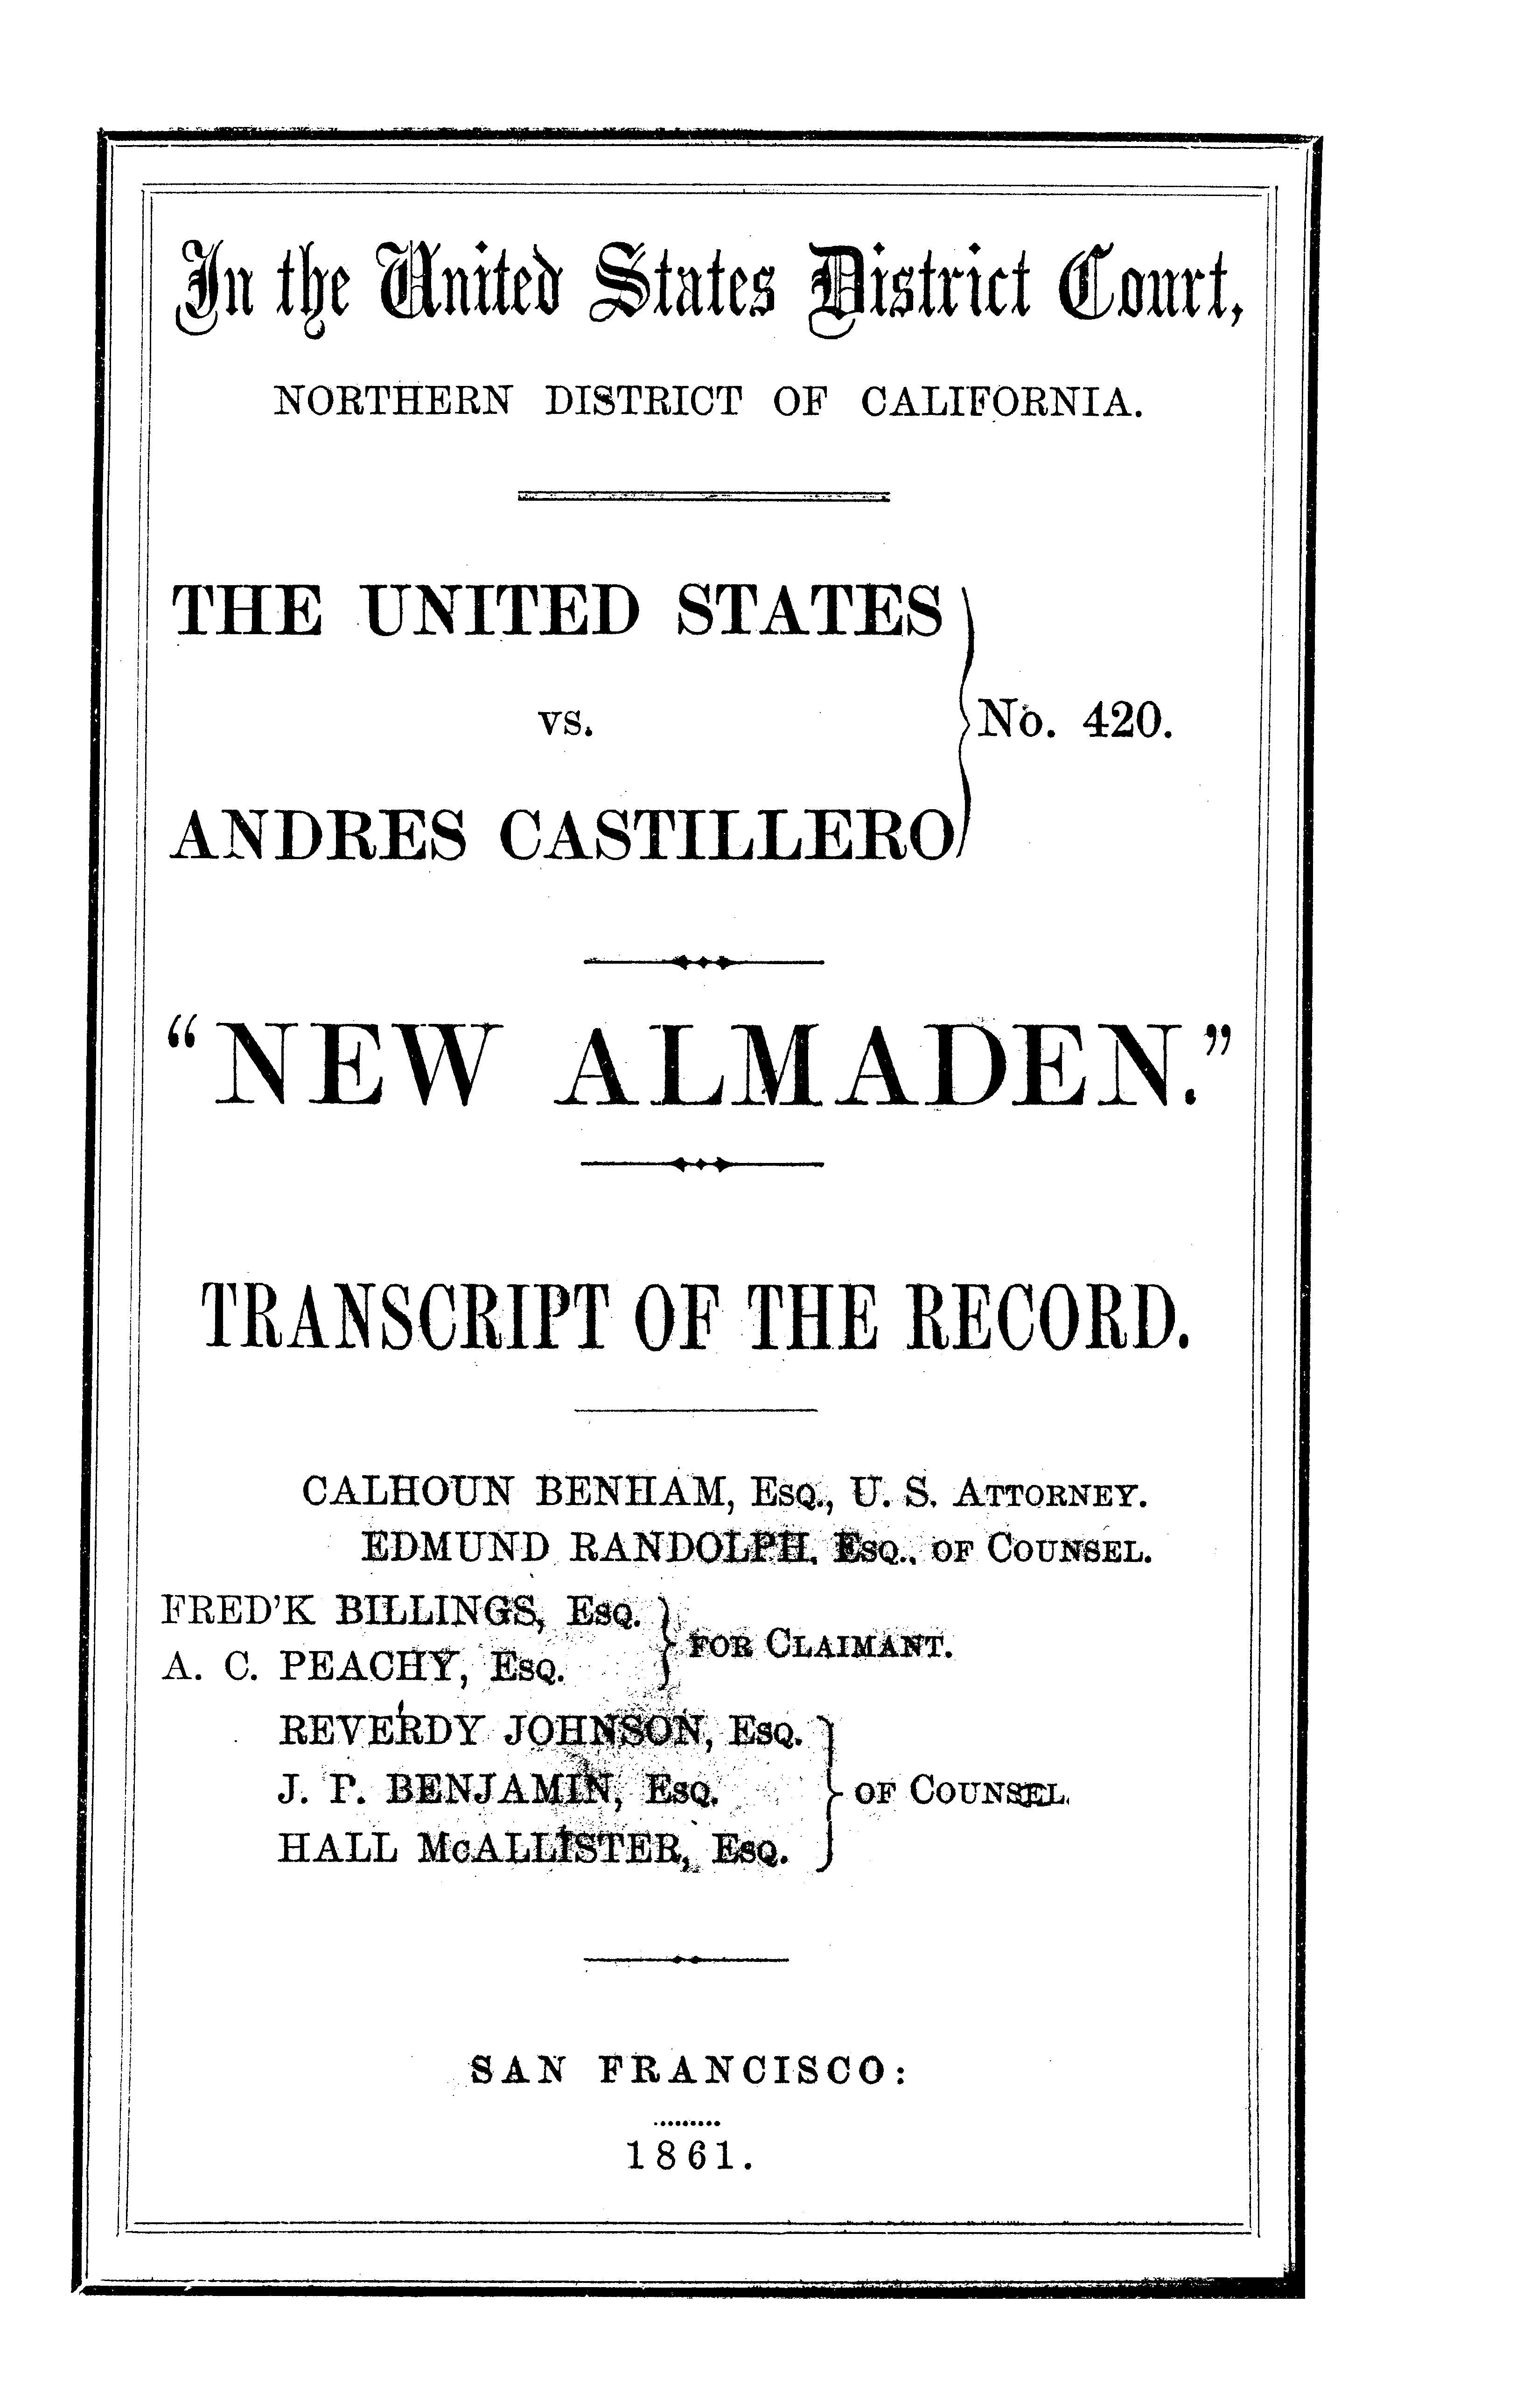 In the United States District Court,
NORTHERN DISTRICT OF CALIFORNIA.
THE UNITED STATES
vs.
ANDRES CASTILLERO
No. 420.
"NEW ALMADEN."
TRANSCRIPT OF THE RECORD.
CALHOUN BENHAM, Esq., U. S. Attorney.
EDMUND RANDOLPH, Esq., of Counsel.
FRED'K BILLINGS, Esq.
A. C. PEACHY, Esq.
for Claimant.
REVERDY JOHNSON, Esq.
J. P. BENJAMIN, Esq.
HALL McALLISTER, Esq.
of Counsel.
SAN FRANCISCO:
1861.